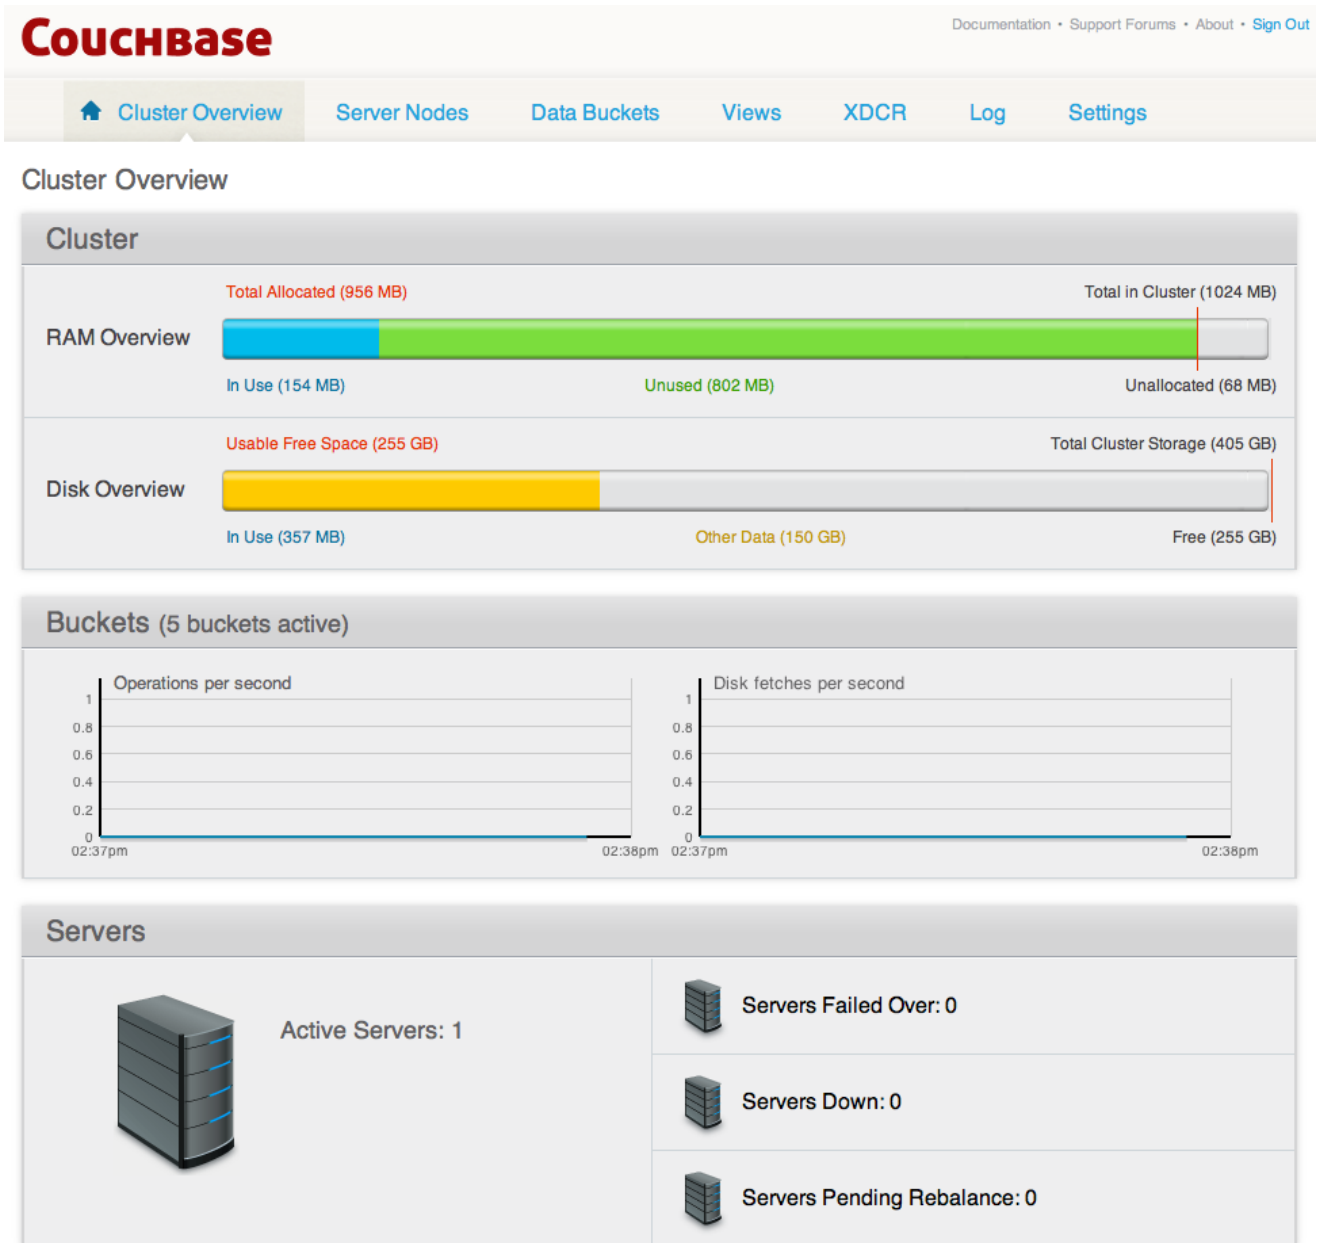 COUCHBASE
Documentation • Support Forums • About • Sign Out
Cluster Overview Server Nodes Data Buckets Views XDCR Log Settings
Cluster Overview
Cluster
Total Allocated (956 MB) Total in Cluster (1024 MB)
RAM Overview
In Use (154 MB) Unused (802 MB) Unallocated (68 MB)
Usable Free Space (255 GB) Total Cluster Storage (405 GB)
Disk Overview
In Use (357 MB) Other Data (150 GB) Free (255 GB)
Buckets (5 buckets active)
Operations per second
1
0.8
0.6
0.4
0.2
0
02:37pm 02:38pm
Disk fetches per second
1
0.8
0.6
0.4
0.2
0
02:37pm 02:38pm
Servers
Active Servers: 1
Servers Failed Over: 0
Servers Down: 0
Servers Pending Rebalance: 0